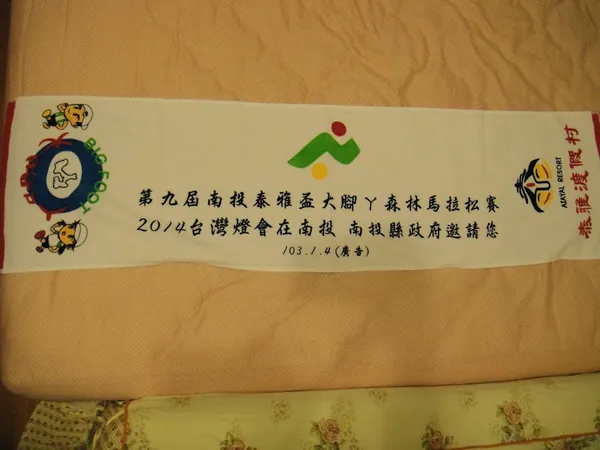 BIG FOOT
第九屆南投泰雅盃大腳丫森林馬拉松賽
2014台灣燈會在南投 南投縣政府邀請您
103.1.4(廣告)
ATAYAL RESORT
泰雅渡假村